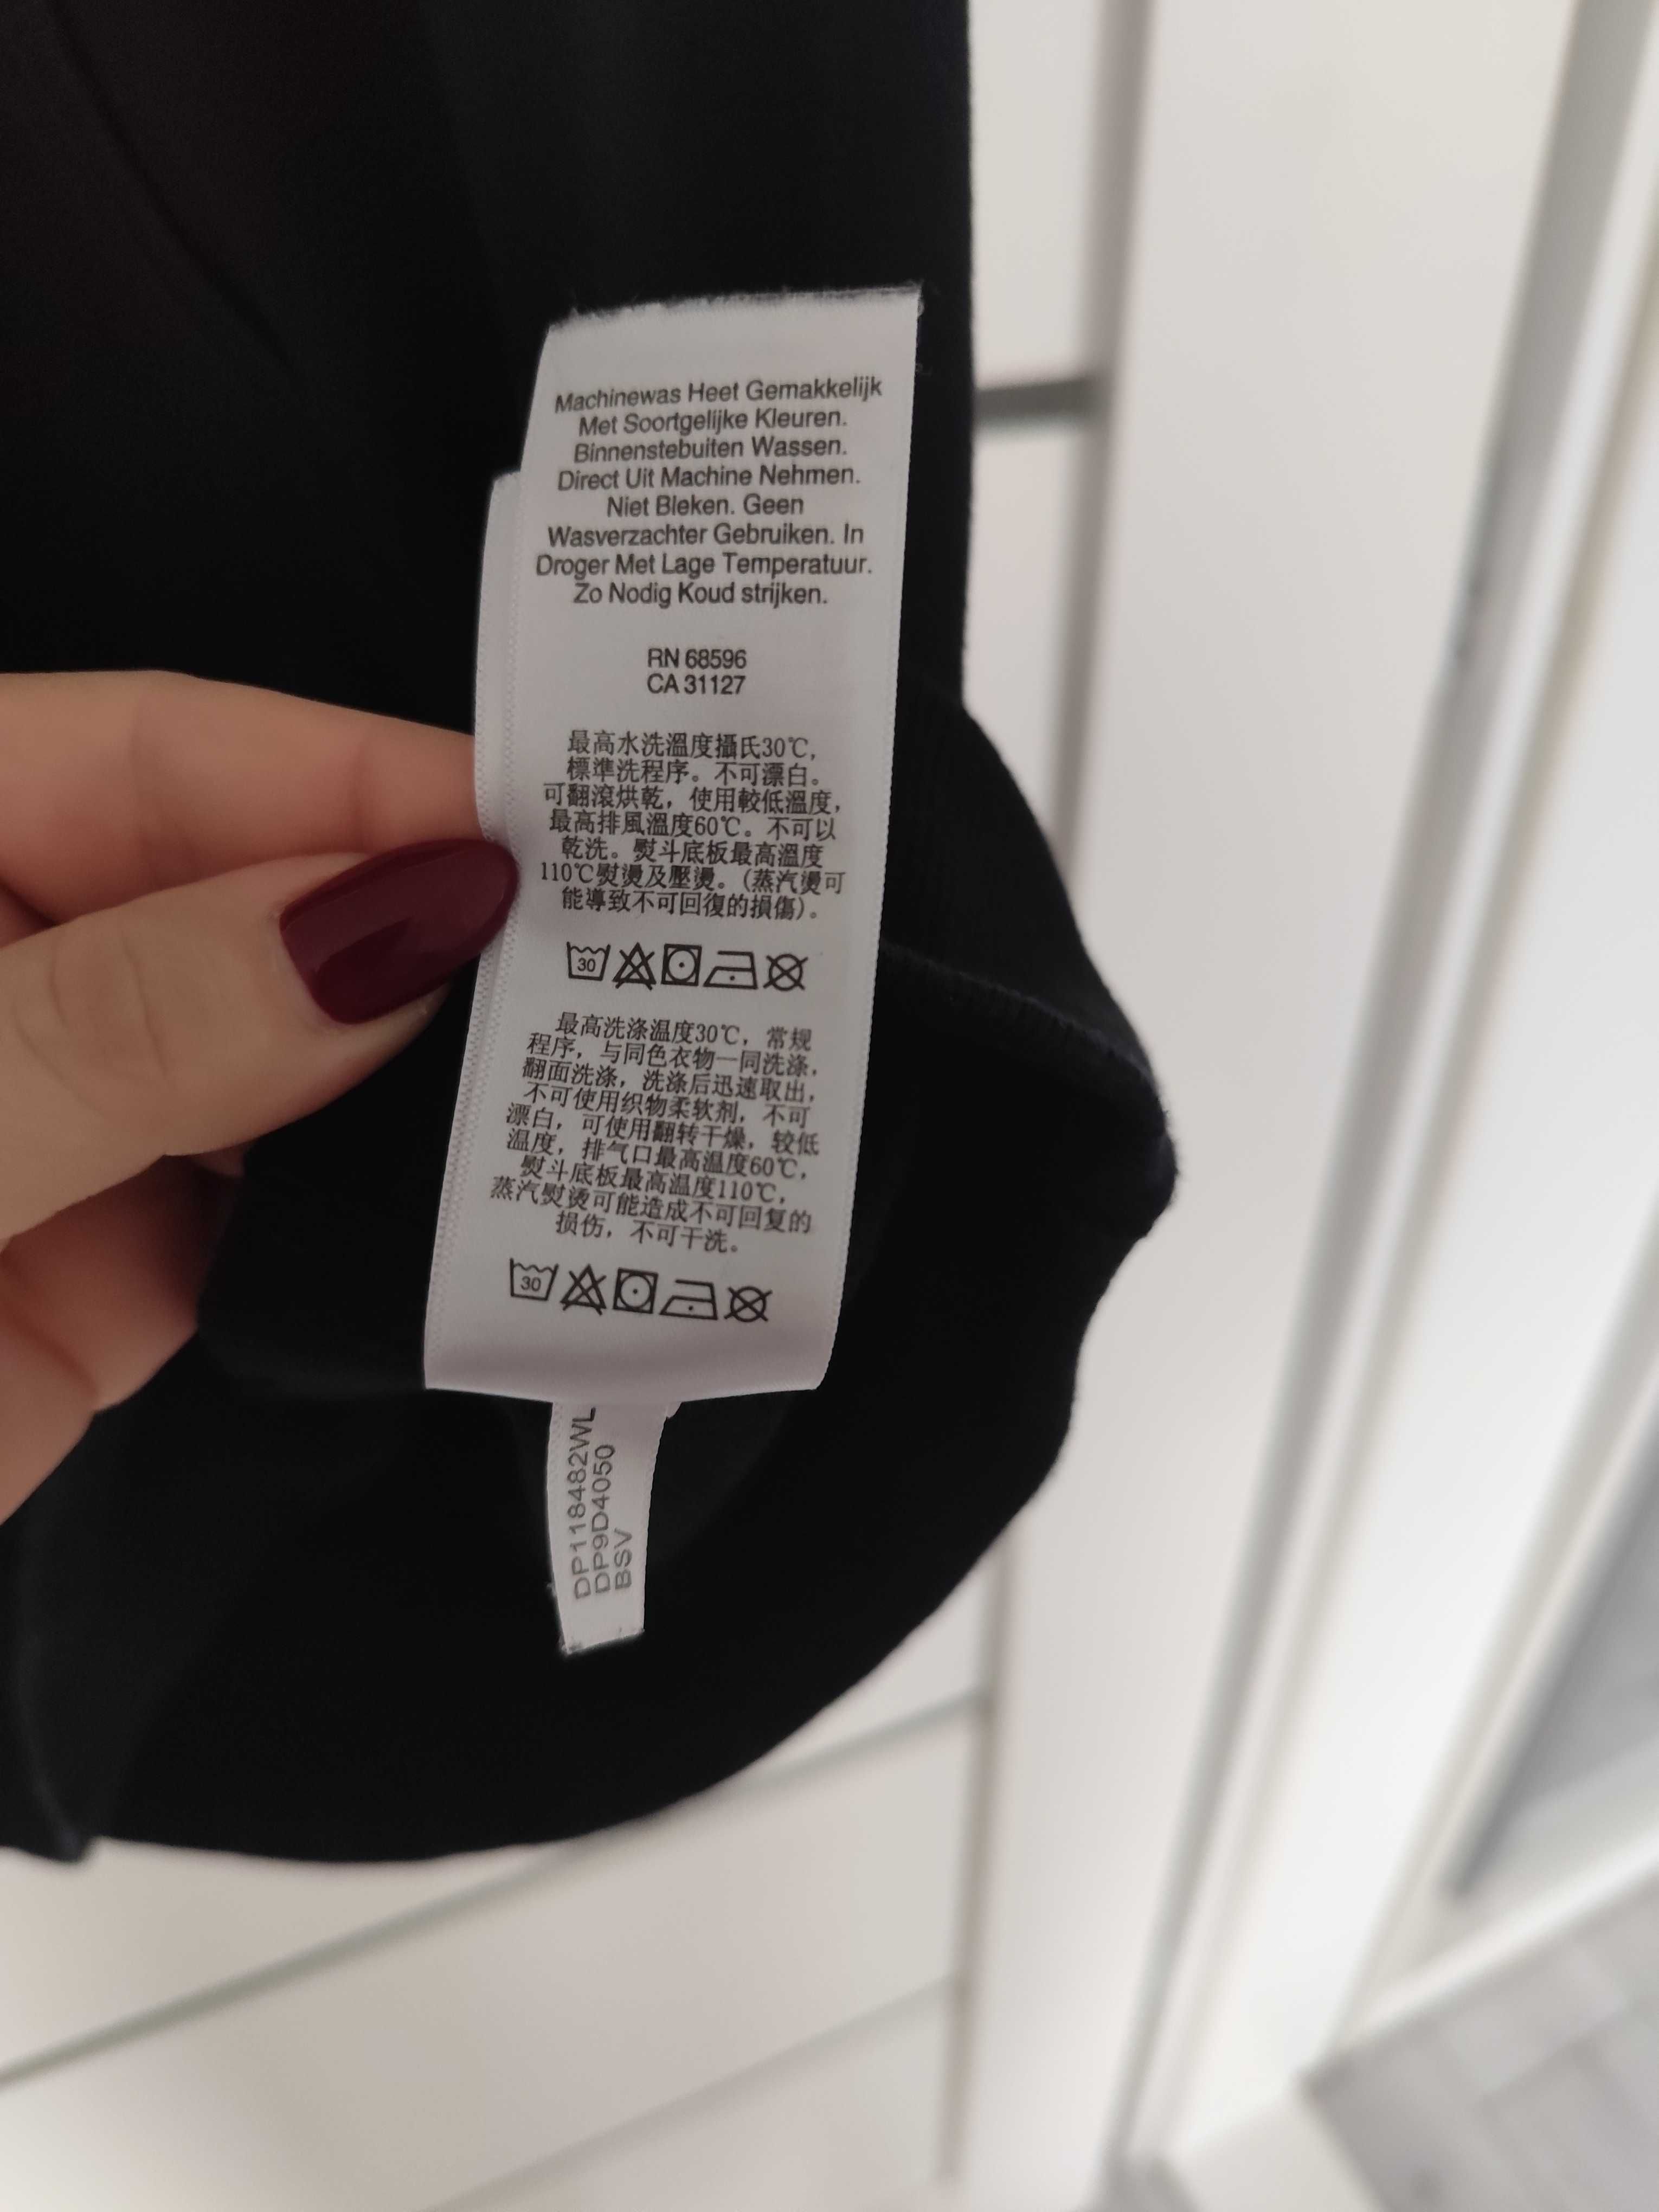 Machinewas Heet Gemakkelijk
Met Soortgelijke Kleuren.
Binnenstebuiten Wassen.
Direct Uit Machine Nehmen.
Niet Bleken. Geen
Wasverzachter Gebruiken. In
Droger Met Lage Temperatuur.
Zo Nodig Koud strijken.
RN 68596
CA 31127
最高水洗溫度攝氏30℃,
標準洗程序。不可漂白。
可翻滾烘乾，使用較低溫度，
最高排風溫度60℃。不可以
乾洗。熨斗底板最高溫度
110℃熨燙及壓燙。(蒸汽燙可
能導致不可回復的損傷)。
30
最高洗涤温度30℃，常规
程序，与同色衣物一同洗涤，
翻面洗涤，洗涤后迅速取出，
不可使用织物柔软剂，不可
漂白，可使用翻转干燥，较低
温度，排气口最高温度60℃，
熨斗底板最高温度110℃，
蒸汽熨烫可能造成不可回复的
损伤，不可干洗。
30
DP118482WL
DP9D4050
BSV